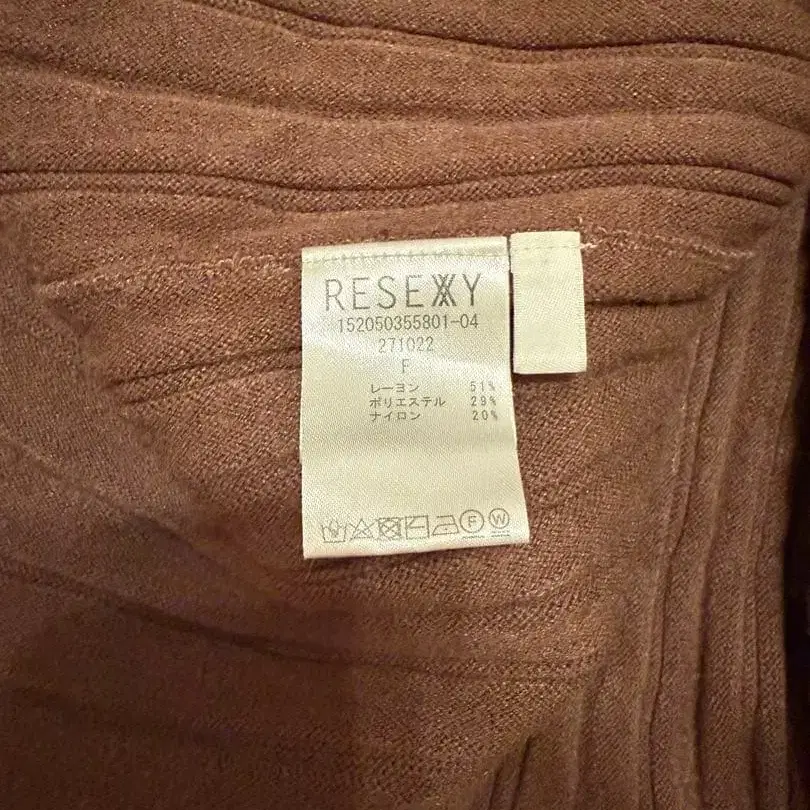 RESEXXY
152050355801-04
271022
F
レーヨン 51%
ポリエステル 29%
ナイロン 20%
F W